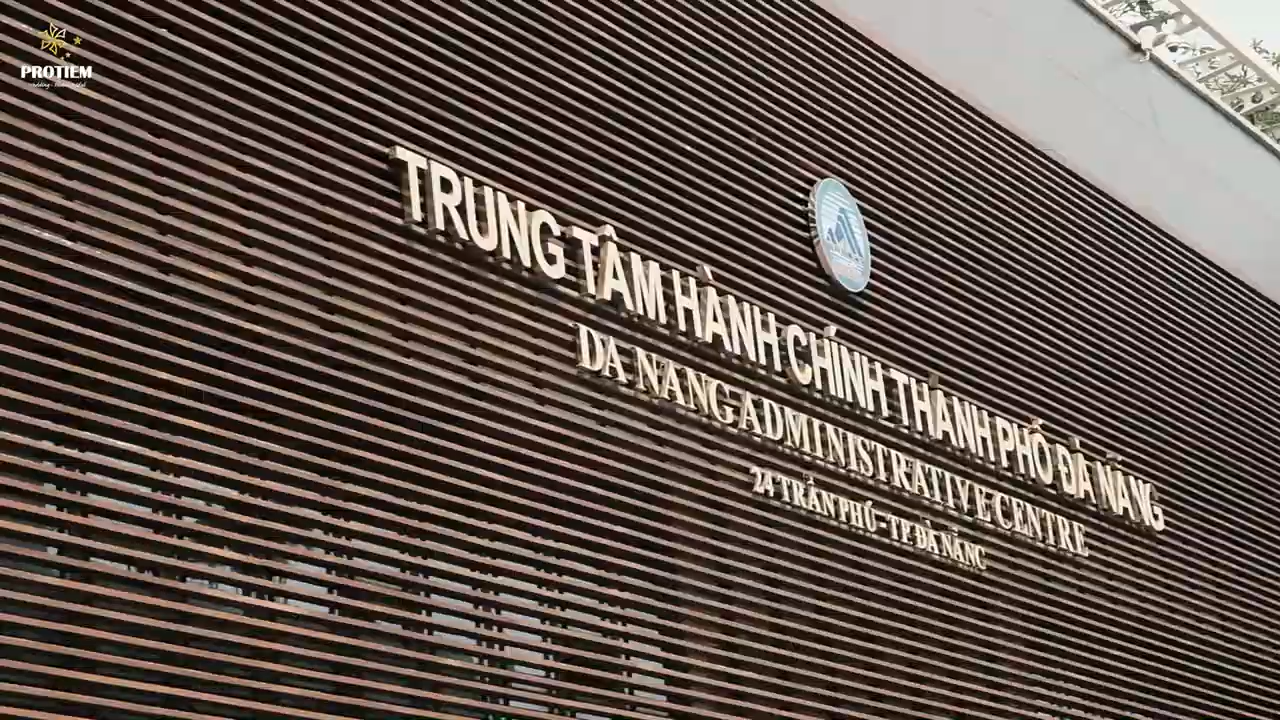 PROTIEM
TRUNG TÂM HÀNH CHÍNH THÀNH PHỐ ĐÀ NẴNG
DA NANG ADMINISTRATIVE CENTRE
24 TRẦN PHÚ - TP. ĐÀ NẴNG